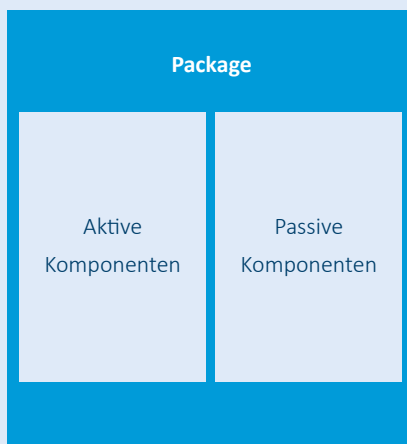 Package
Aktive
Komponenten
Passive
Komponenten